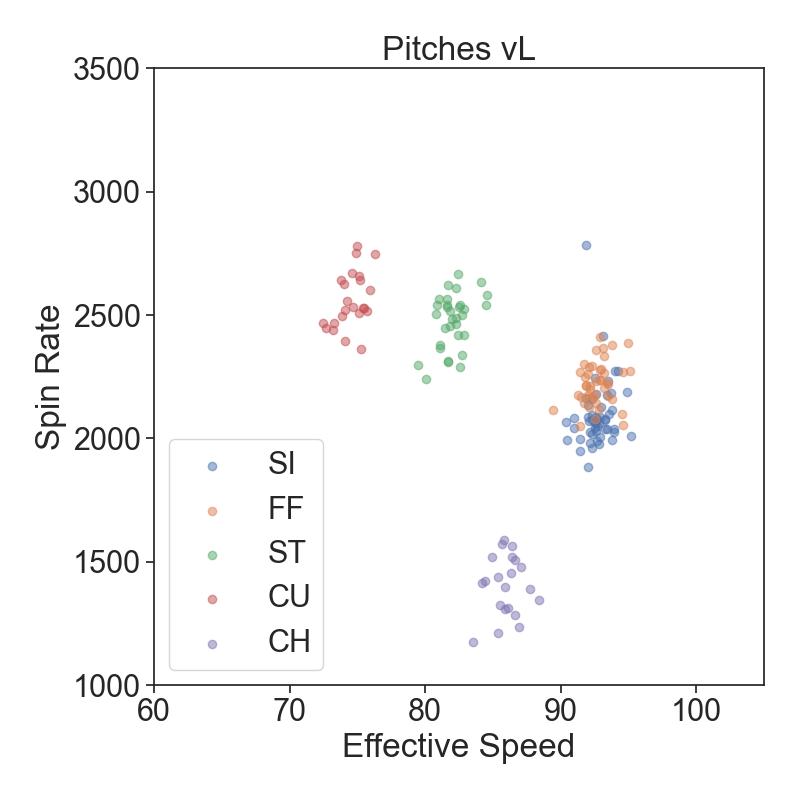 Pitches vL
3500
3000
2500
2000
1500
1000
Spin Rate
SI
FF
ST
CU
CH
60 70 80 90 100
Effective Speed